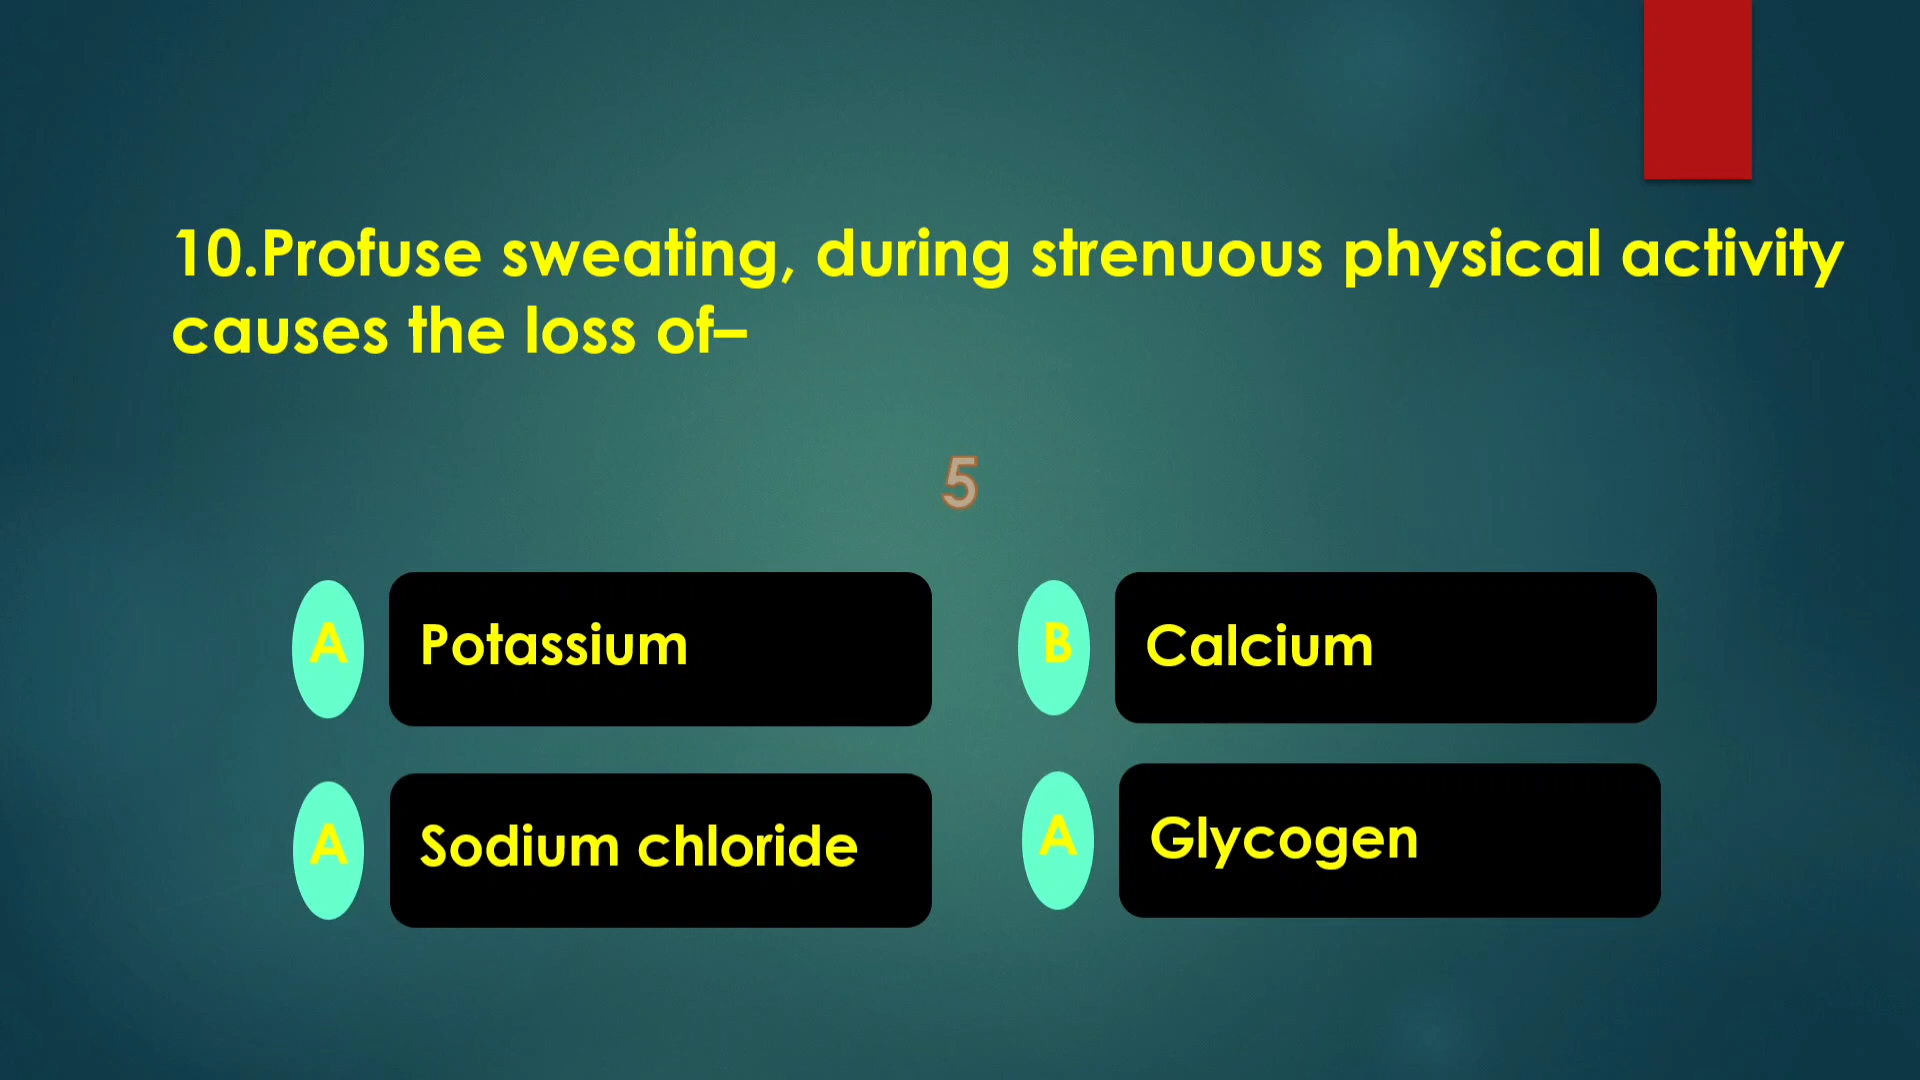 10.Profuse sweating, during strenuous physical activity
causes the loss of–
5
A Potassium
B Calcium
A Sodium chloride
A Glycogen